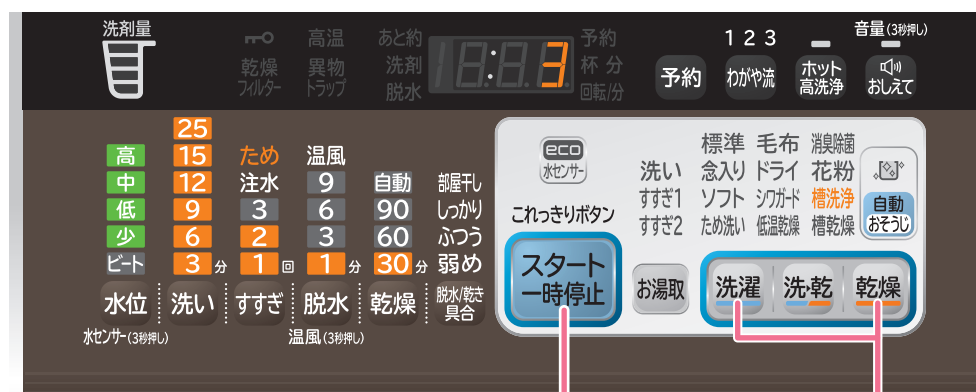 洗剤量
高温
あと約
予約
乾燥
フィルター
異物
トラップ
洗剤
脱水
8:8.3
杯 分
回転/分
1 2 3
音量(3秒押し)
予約
わがや流
ホット
高洗浄
おしえて
25
高 15 ため 温風
中 12 注水 9 自動 部屋干し
低 9 3 6 90 しっかり
少 6 2 3 60 ふつう
ビート 3分 1回 1分 30分 弱め
水位 洗い すすぎ 脱水 乾燥 脱水/乾き
具合
水センサー(3秒押し)
温風(3秒押し)
eco
水センサー
これっきりボタン
スタート
一時停止
標準 毛布 消臭除菌
洗い 念入り ドライ 花粉
すすぎ1 ソフト シワガード 槽洗浄
すすぎ2 ため洗い 低温乾燥 槽乾燥
自動
おそうじ
お湯取
洗濯
洗・乾
乾燥